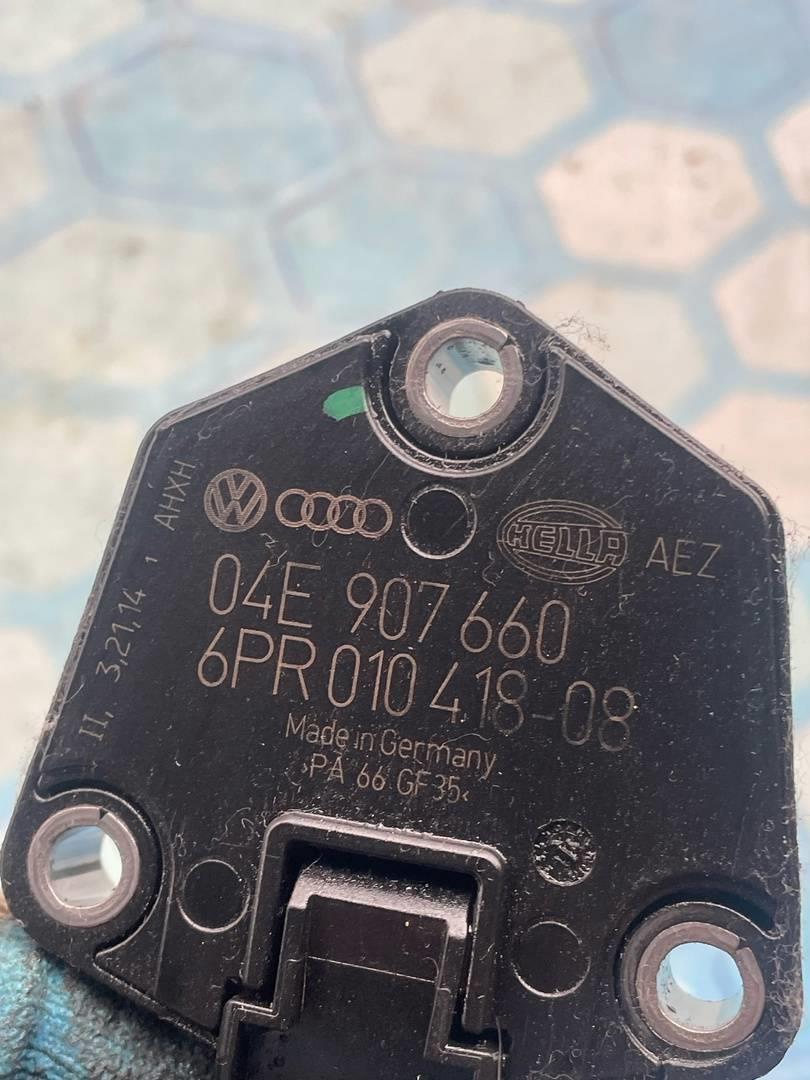 HELLA AEZ
04E 907 660
6PR 010 418-08
Made in Germany
›PA 66 GF35‹
II, 3,21,14 , AHXH